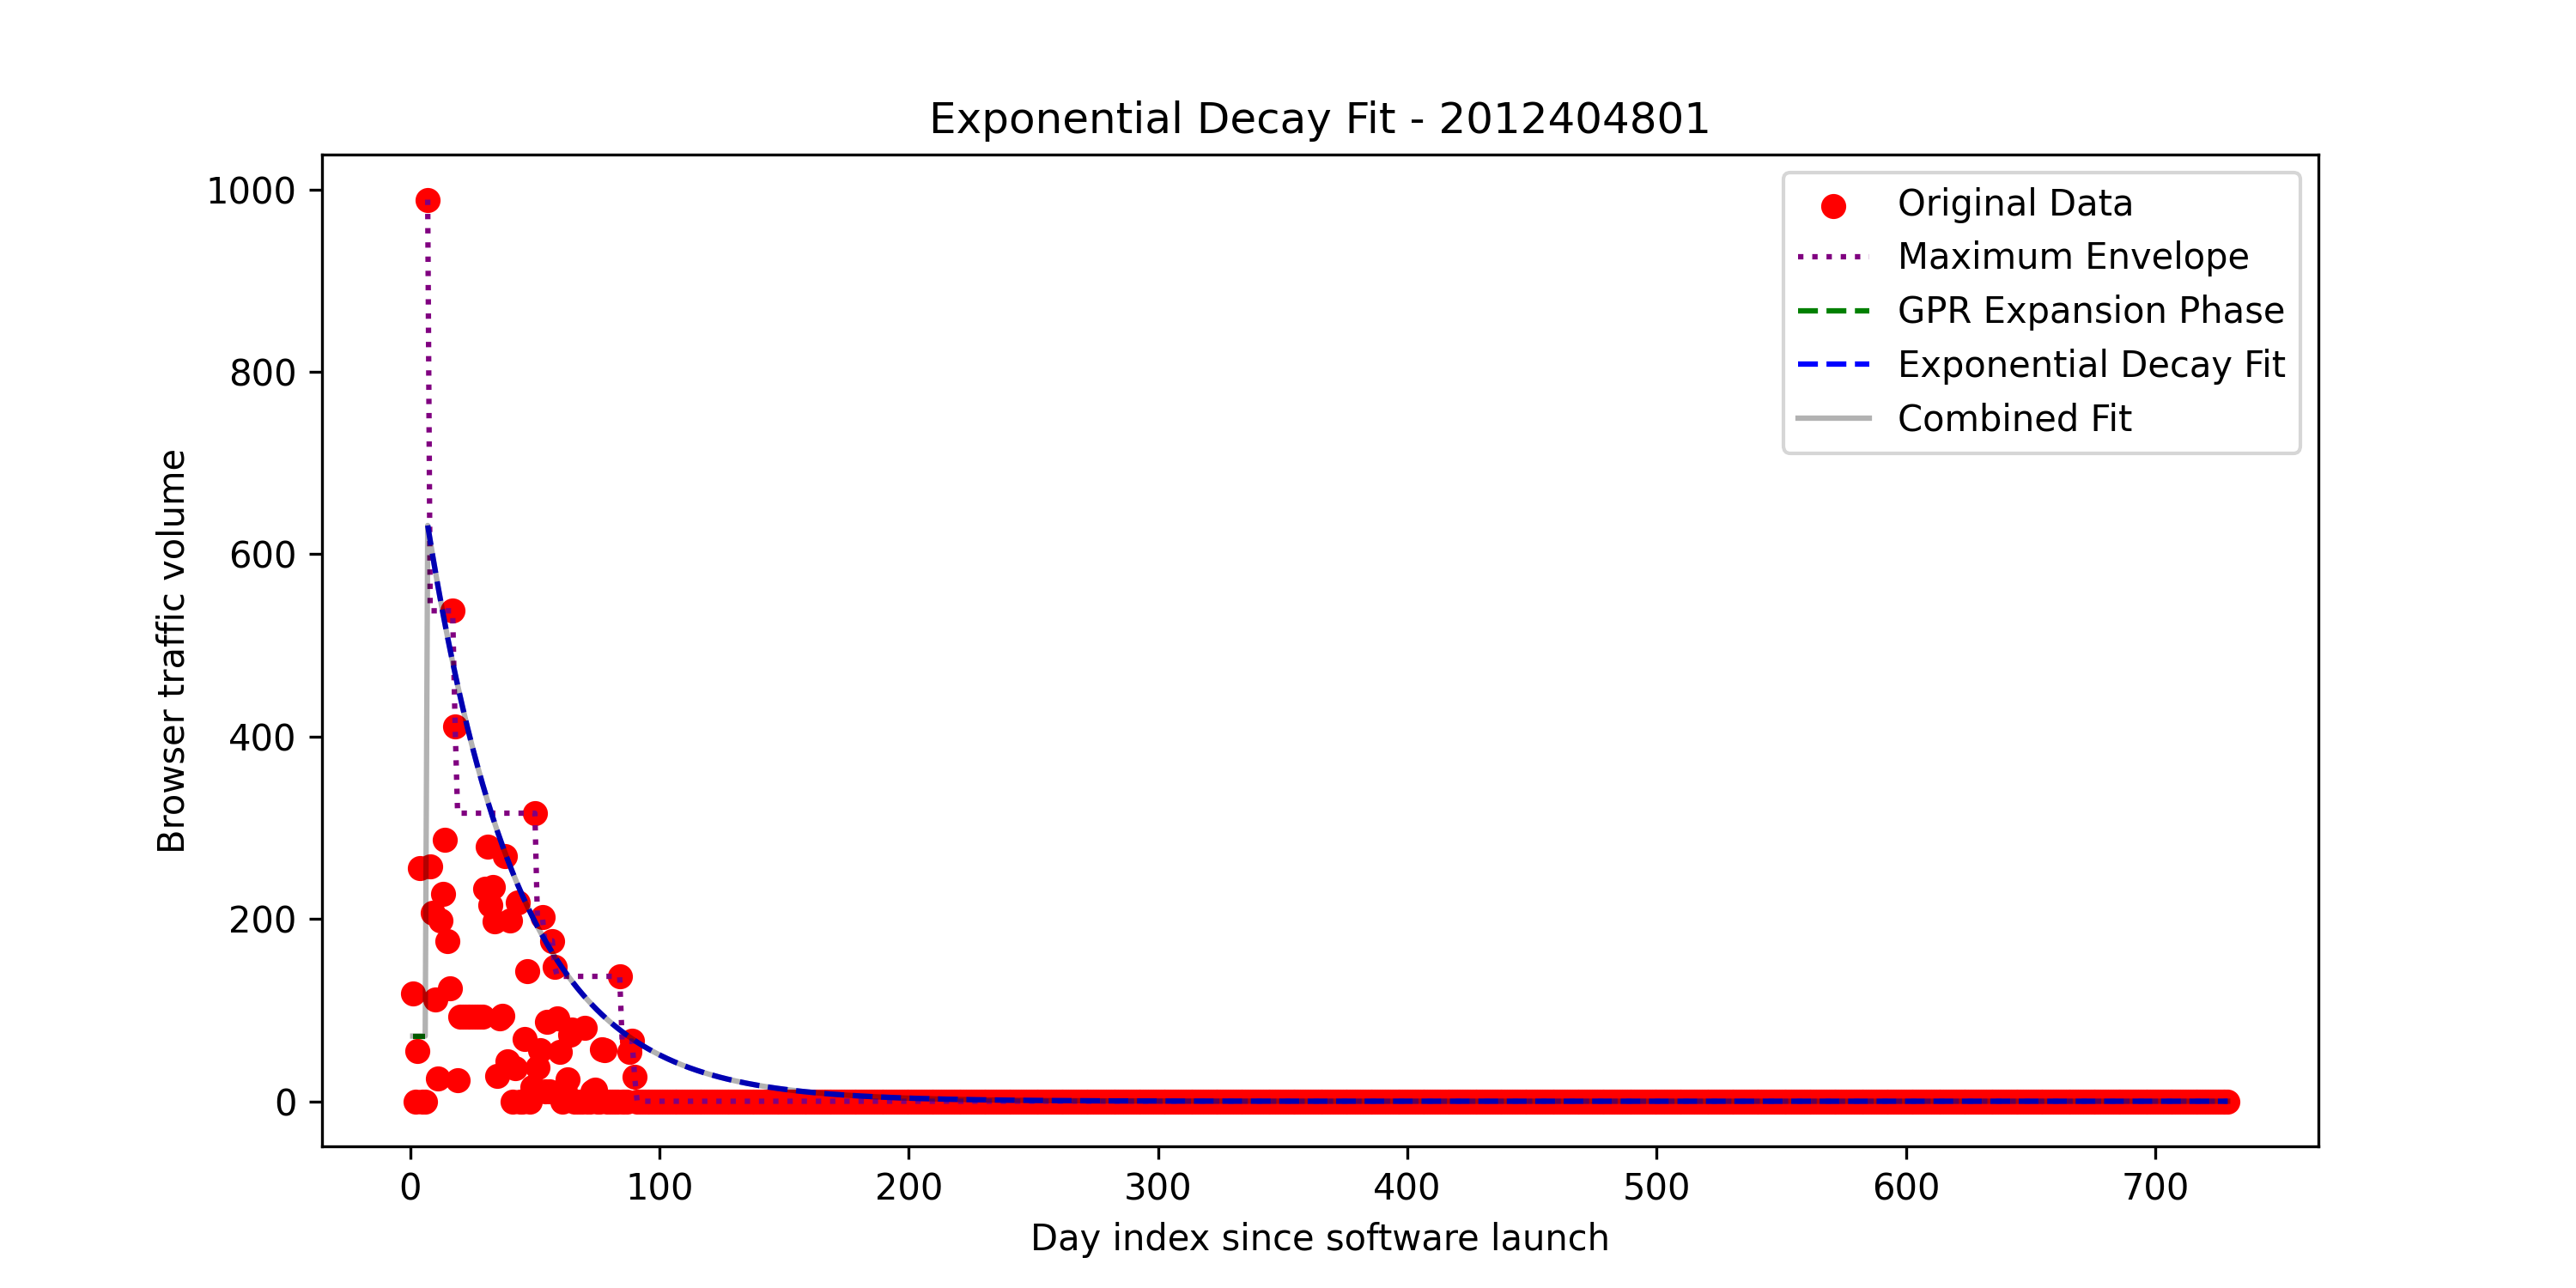 Exponential Decay Fit - 2012404801
Original Data
Maximum Envelope
GPR Expansion Phase
Exponential Decay Fit
Combined Fit
Browser traffic volume
1000
800
600
400
200
0
0 100 200 300 400 500 600 700
Day index since software launch